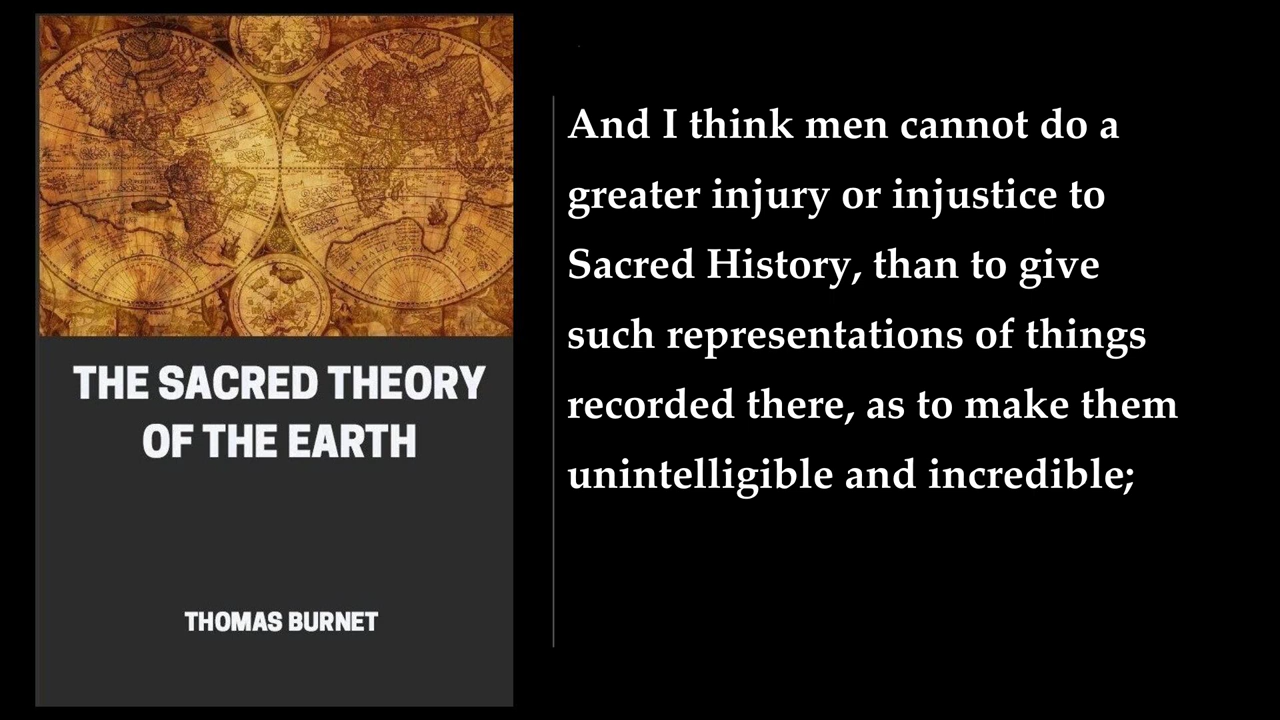 THE SACRED THEORY
OF THE EARTH
THOMAS BURNET
And I think men cannot do a
greater injury or injustice to
Sacred History, than to give
such representations of things
recorded there, as to make them
unintelligible and incredible;